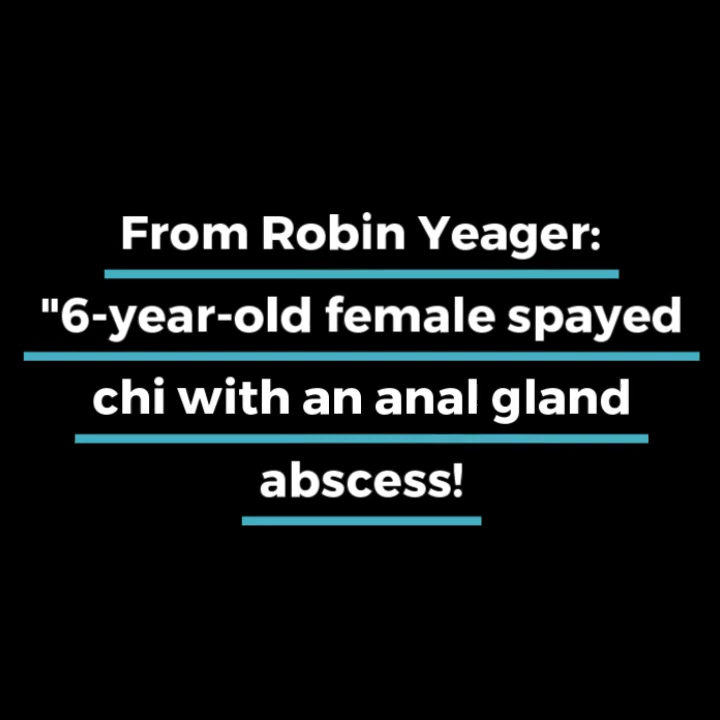 From Robin Yeager:
"6-year-old female spayed
chi with an anal gland
abscess!